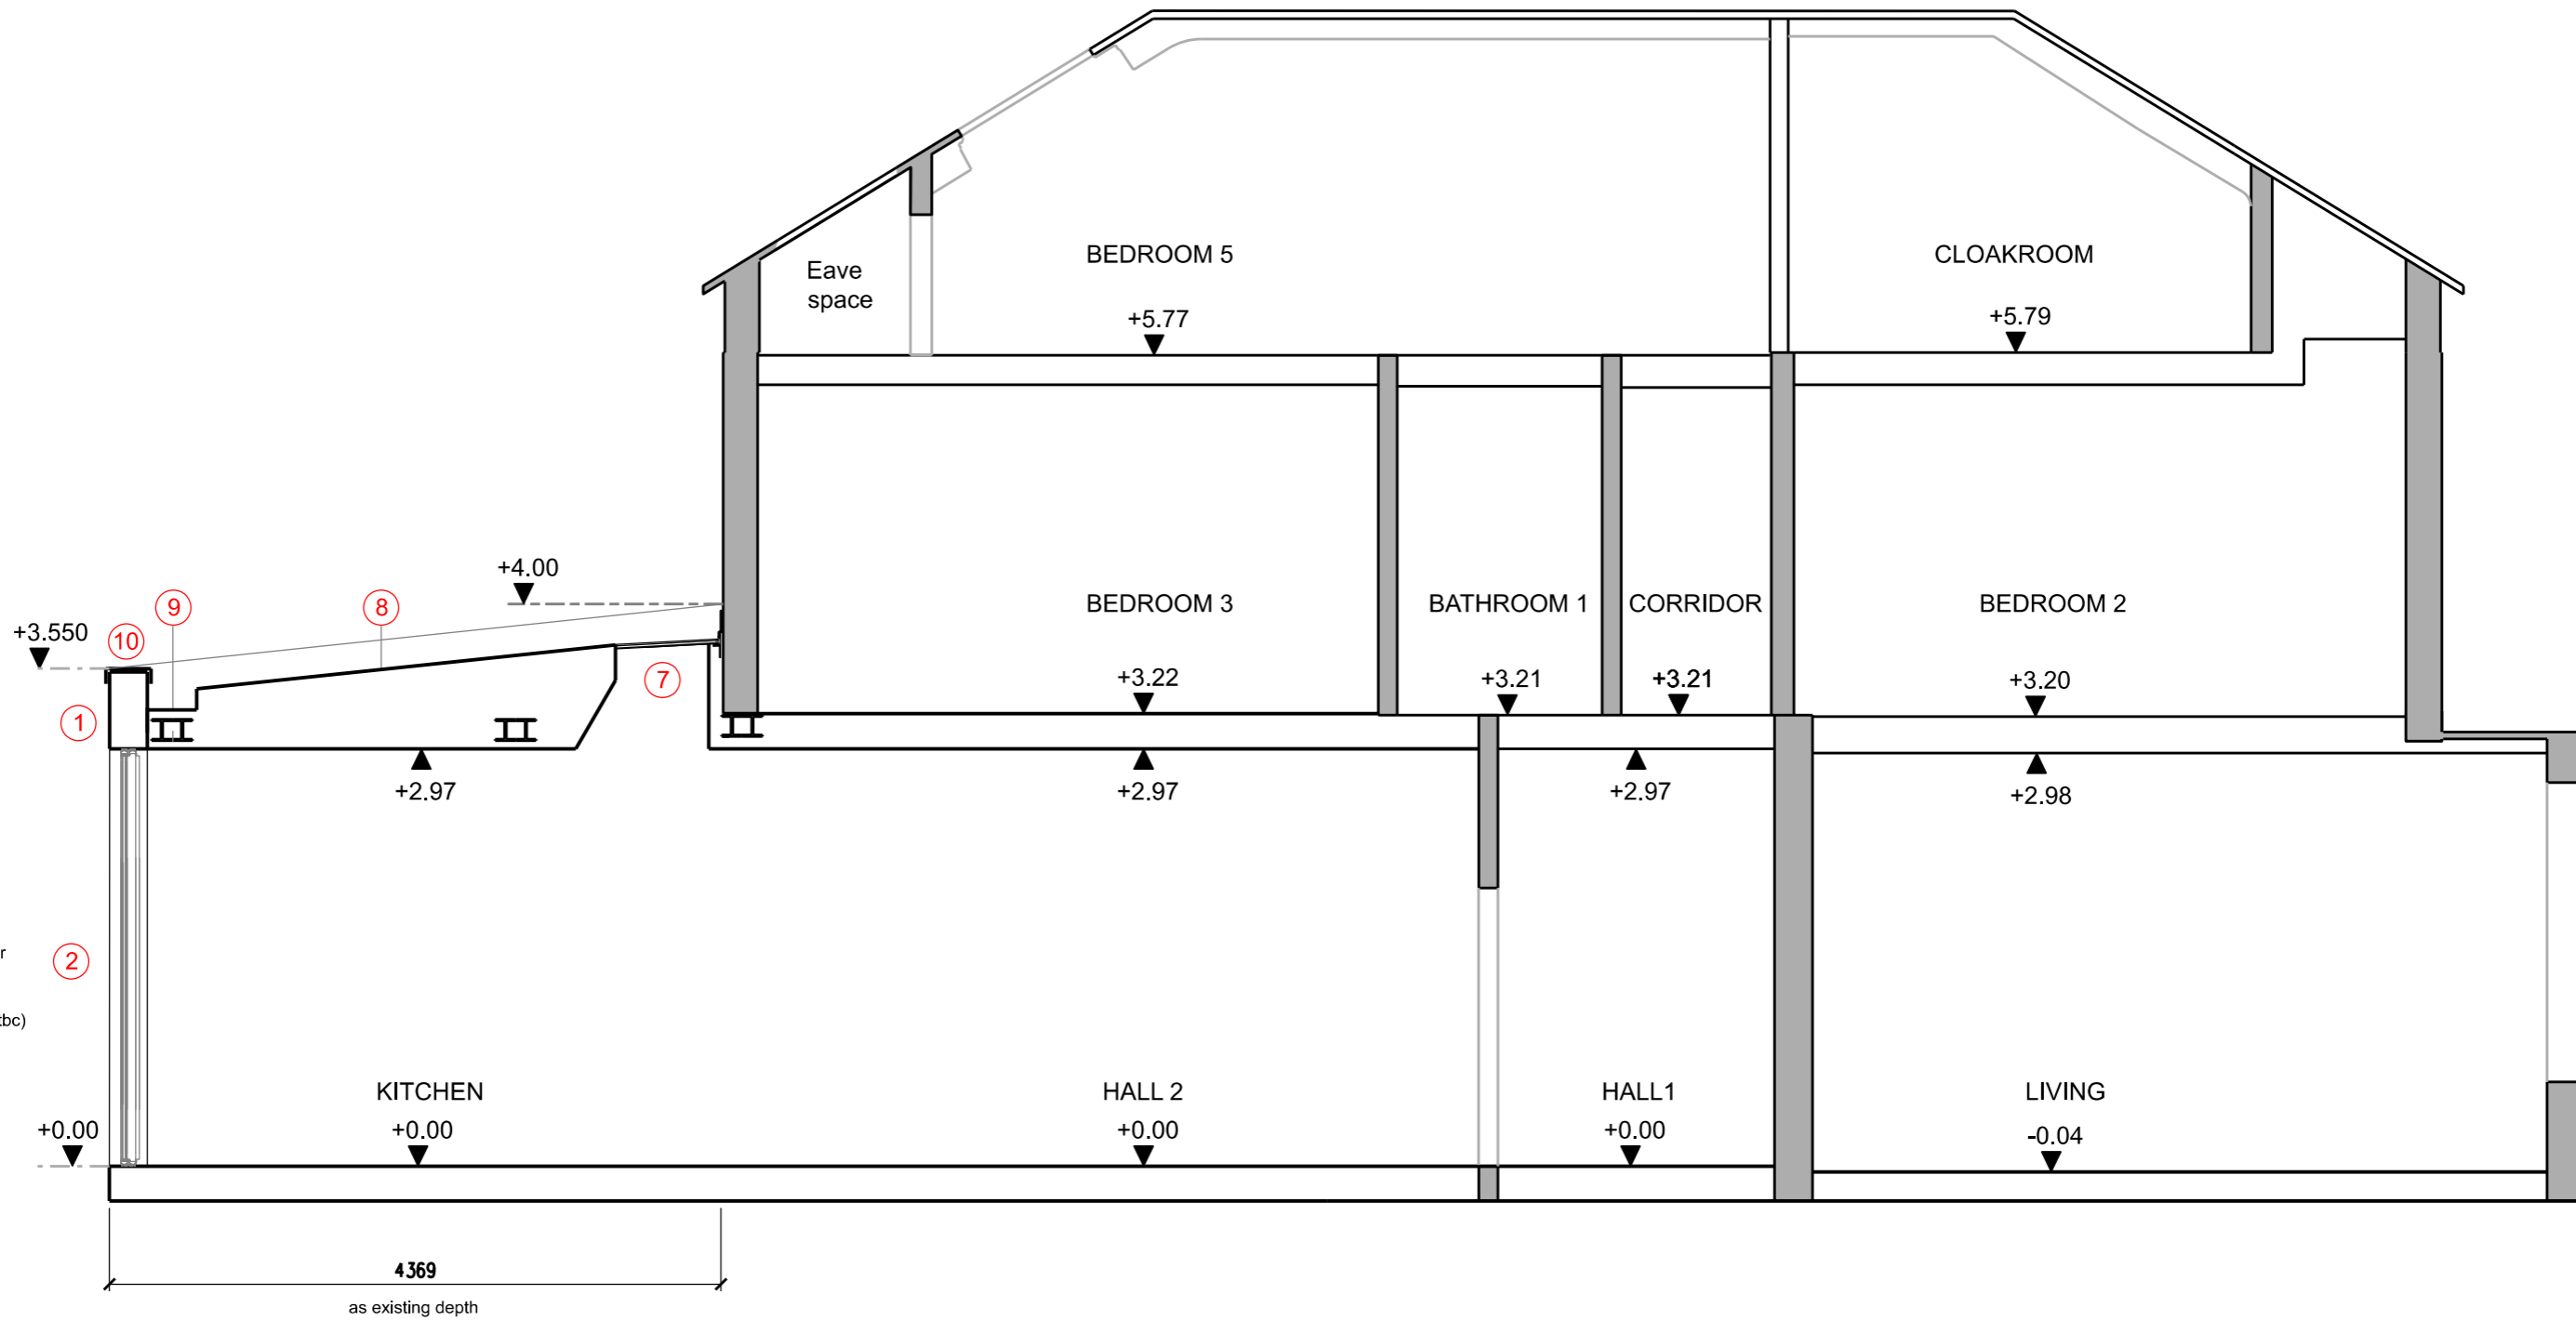 BEDROOM 5
CLOAKROOM
Eave
space
+5.77
+5.79
+4.00
9
8
BEDROOM 3
BATHROOM 1
CORRIDOR
BEDROOM 2
+3.550
10
7
+3.22
+3.21
+3.21
+3.20
1
+2.97
+2.97
+2.97
+2.98
r
2
tbc)
KITCHEN
HALL 2
HALL1
LIVING
+0.00
+0.00
+0.00
+0.00
-0.04
4369
as existing depth